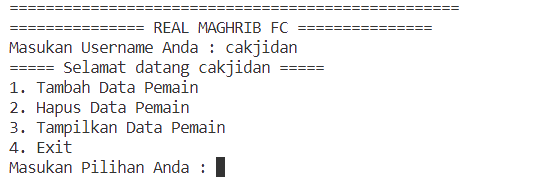 ==================================================
=============== REAL MAGHRIB FC ===============
Masukan Username Anda : cakjidan
===== Selamat datang cakjidan =====
1. Tambah Data Pemain
2. Hapus Data Pemain
3. Tampilkan Data Pemain
4. Exit
Masukan Pilihan Anda :